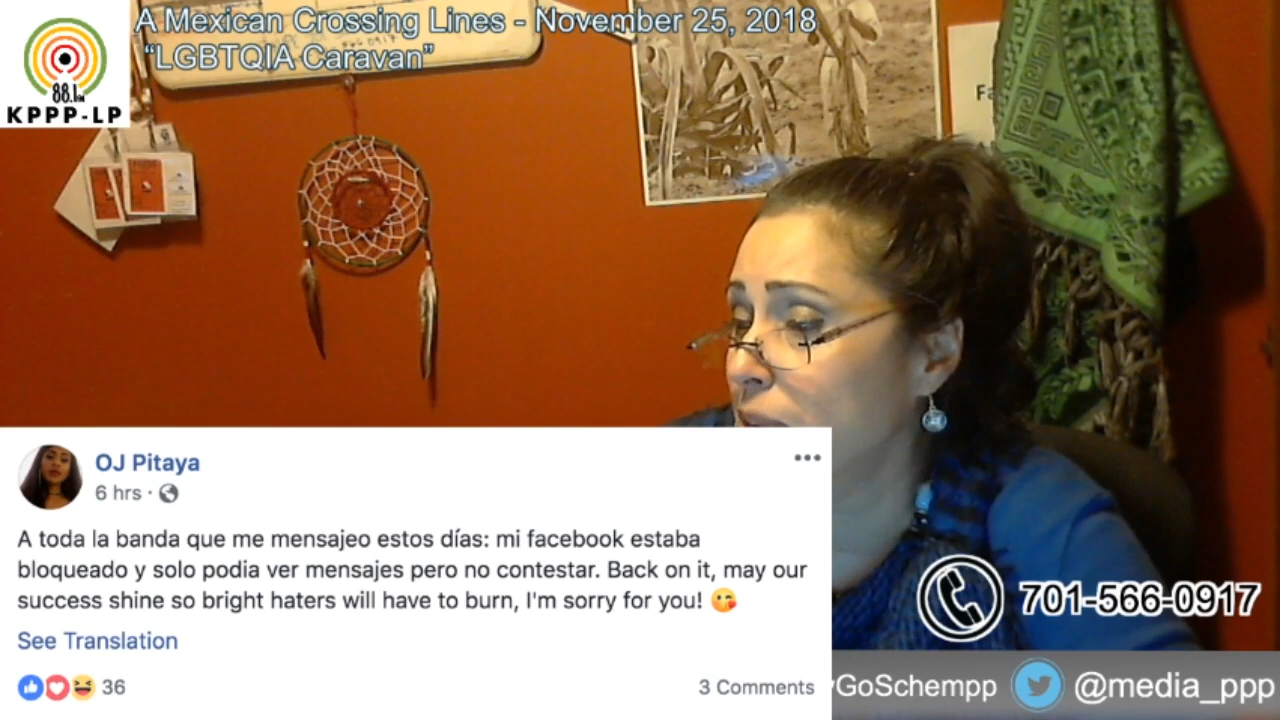 A Mexican Crossing Lines - November 25, 2018
“LGBTQIA Caravan”
88.1 FM
KPPP-LP
OJ Pitaya
6 hrs ·
A toda la banda que me mensajeo estos días: mi facebook estaba
bloqueado y solo podia ver mensajes pero no contestar. Back on it, may our
success shine so bright haters will have to burn, I'm sorry for you! 😘
See Translation
36
3 Comments
701-566-0917
GoSchempp
@media_ppp